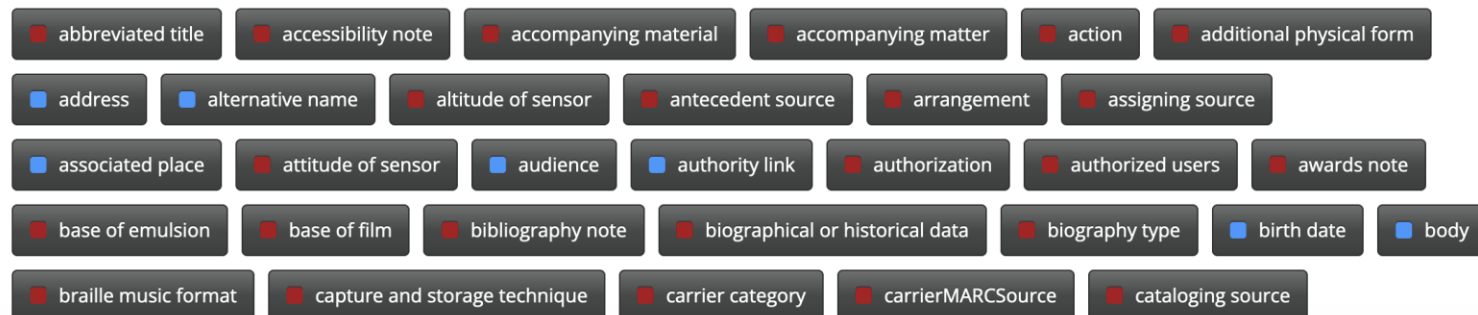 abbreviated title accessibility note accompanying material accompanying matter action additional physical form
address alternative name altitude of sensor antecedent source arrangement assigning source
associated place attitude of sensor audience authority link authorization authorized users awards note
base of emulsion base of film bibliography note biographical or historical data biography type birth date body
braille music format capture and storage technique carrier category carrierMARCSource cataloging source